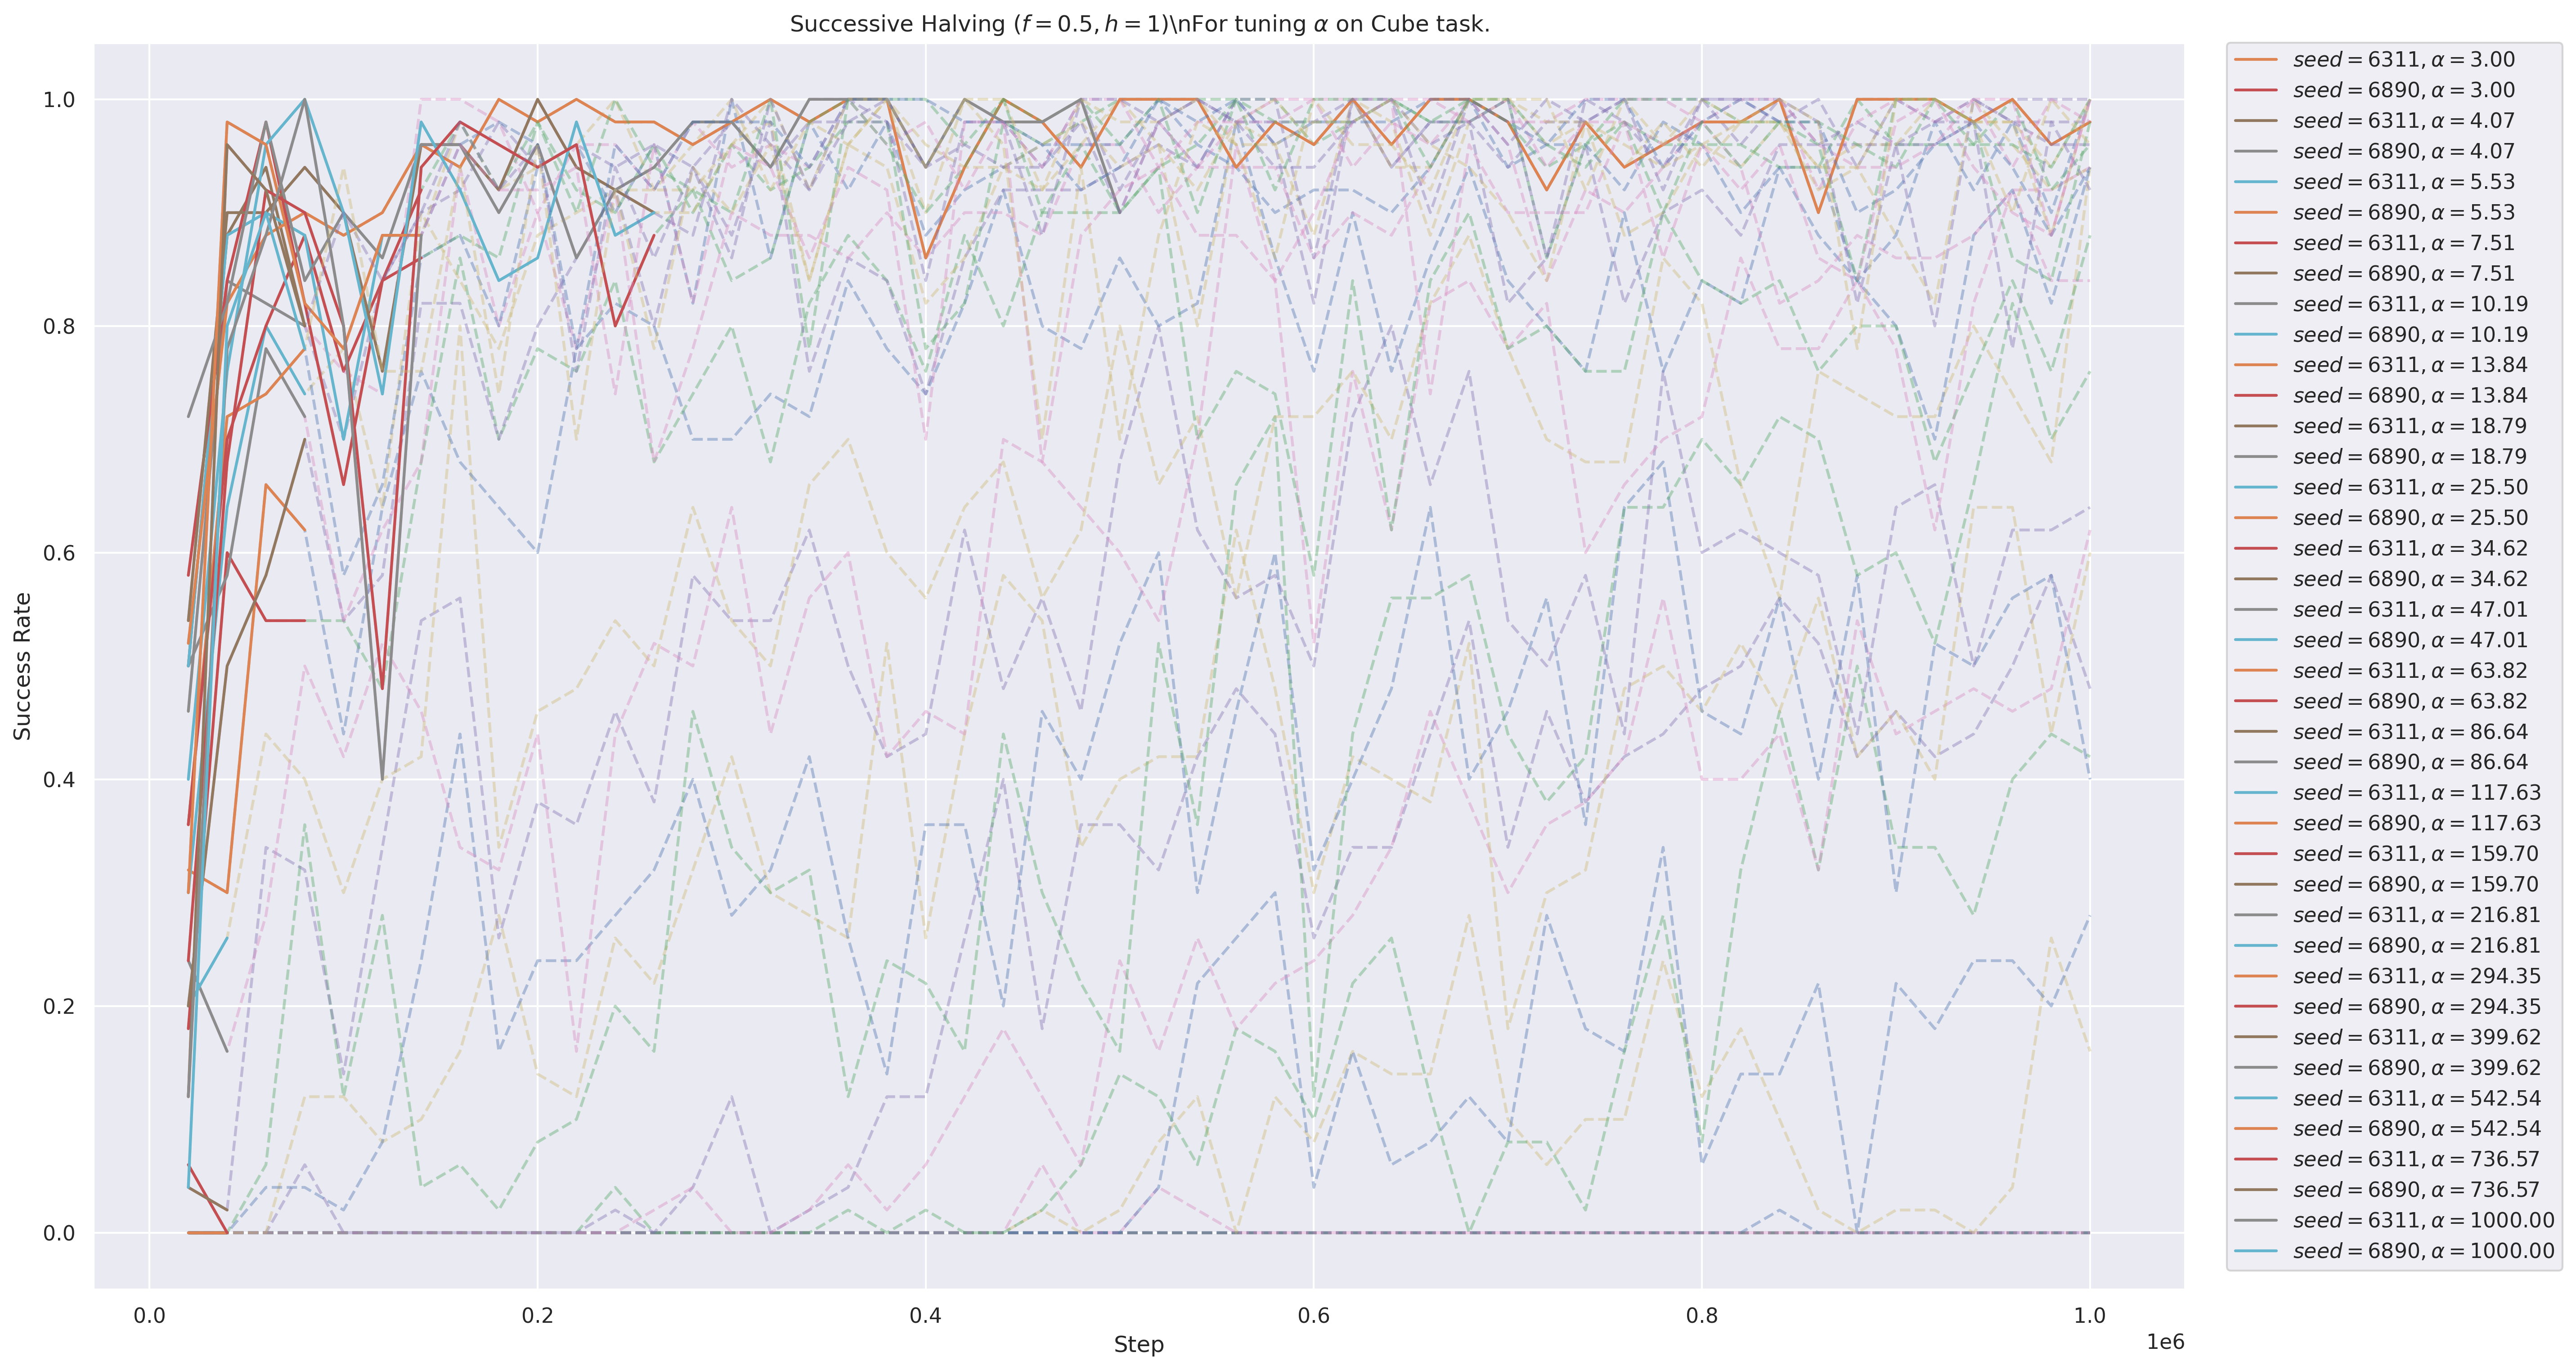 Successive Halving (f = 0.5, h = 1)\nFor tuning α on Cube task.
Success Rate
1.0
0.8
0.6
0.4
0.2
0.0
0.0 0.2 0.4 0.6 0.8 1.0
1e6
Step
seed = 6311, α = 3.00
seed = 6890, α = 3.00
seed = 6311, α = 4.07
seed = 6890, α = 4.07
seed = 6311, α = 5.53
seed = 6890, α = 5.53
seed = 6311, α = 7.51
seed = 6890, α = 7.51
seed = 6311, α = 10.19
seed = 6890, α = 10.19
seed = 6311, α = 13.84
seed = 6890, α = 13.84
seed = 6311, α = 18.79
seed = 6890, α = 18.79
seed = 6311, α = 25.50
seed = 6890, α = 25.50
seed = 6311, α = 34.62
seed = 6890, α = 34.62
seed = 6311, α = 47.01
seed = 6890, α = 47.01
seed = 6311, α = 63.82
seed = 6890, α = 63.82
seed = 6311, α = 86.64
seed = 6890, α = 86.64
seed = 6311, α = 117.63
seed = 6890, α = 117.63
seed = 6311, α = 159.70
seed = 6890, α = 159.70
seed = 6311, α = 216.81
seed = 6890, α = 216.81
seed = 6311, α = 294.35
seed = 6890, α = 294.35
seed = 6311, α = 399.62
seed = 6890, α = 399.62
seed = 6311, α = 542.54
seed = 6890, α = 542.54
seed = 6311, α = 736.57
seed = 6890, α = 736.57
seed = 6311, α = 1000.00
seed = 6890, α = 1000.00